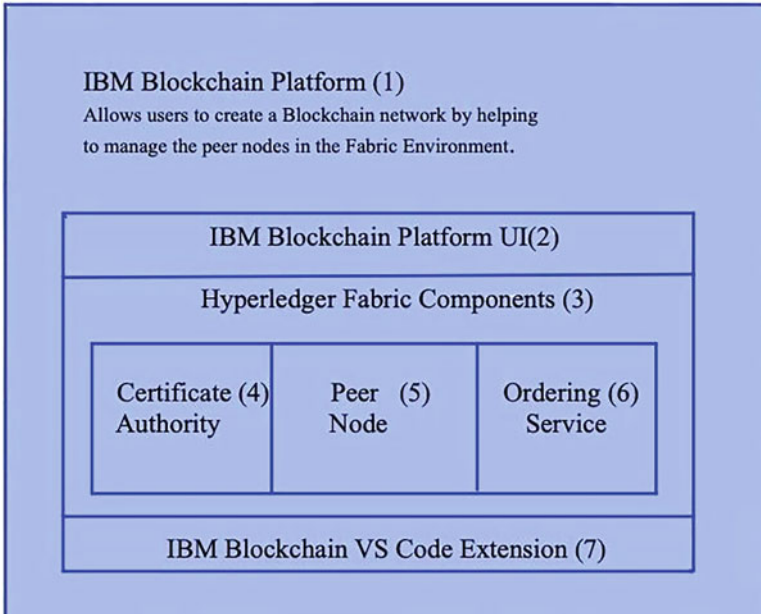 IBM Blockchain Platform (1)
Allows users to create a Blockchain network by helping
to manage the peer nodes in the Fabric Environment.
IBM Blockchain Platform UI(2)
Hyperledger Fabric Components (3)
Certificate (4)
Authority
Peer (5)
Node
Ordering (6)
Service
IBM Blockchain VS Code Extension (7)